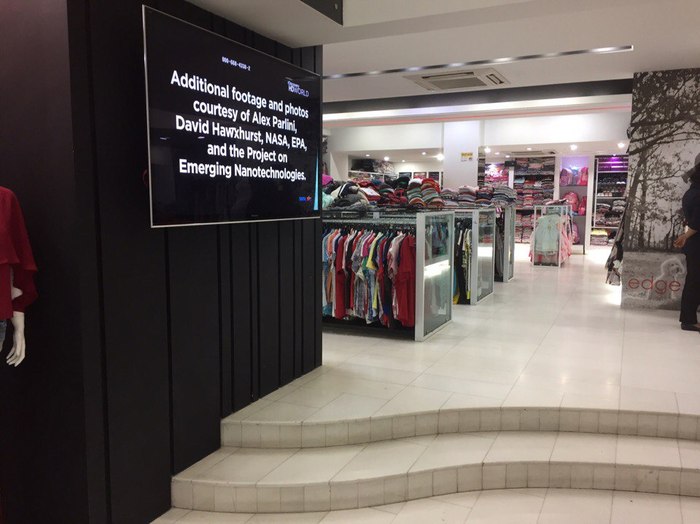 Additional footage and photos
courtesy of Alex Parlini,
David Hawxhurst, NASA, EPA,
and the Project on
Emerging Nanotechnologies.
edge